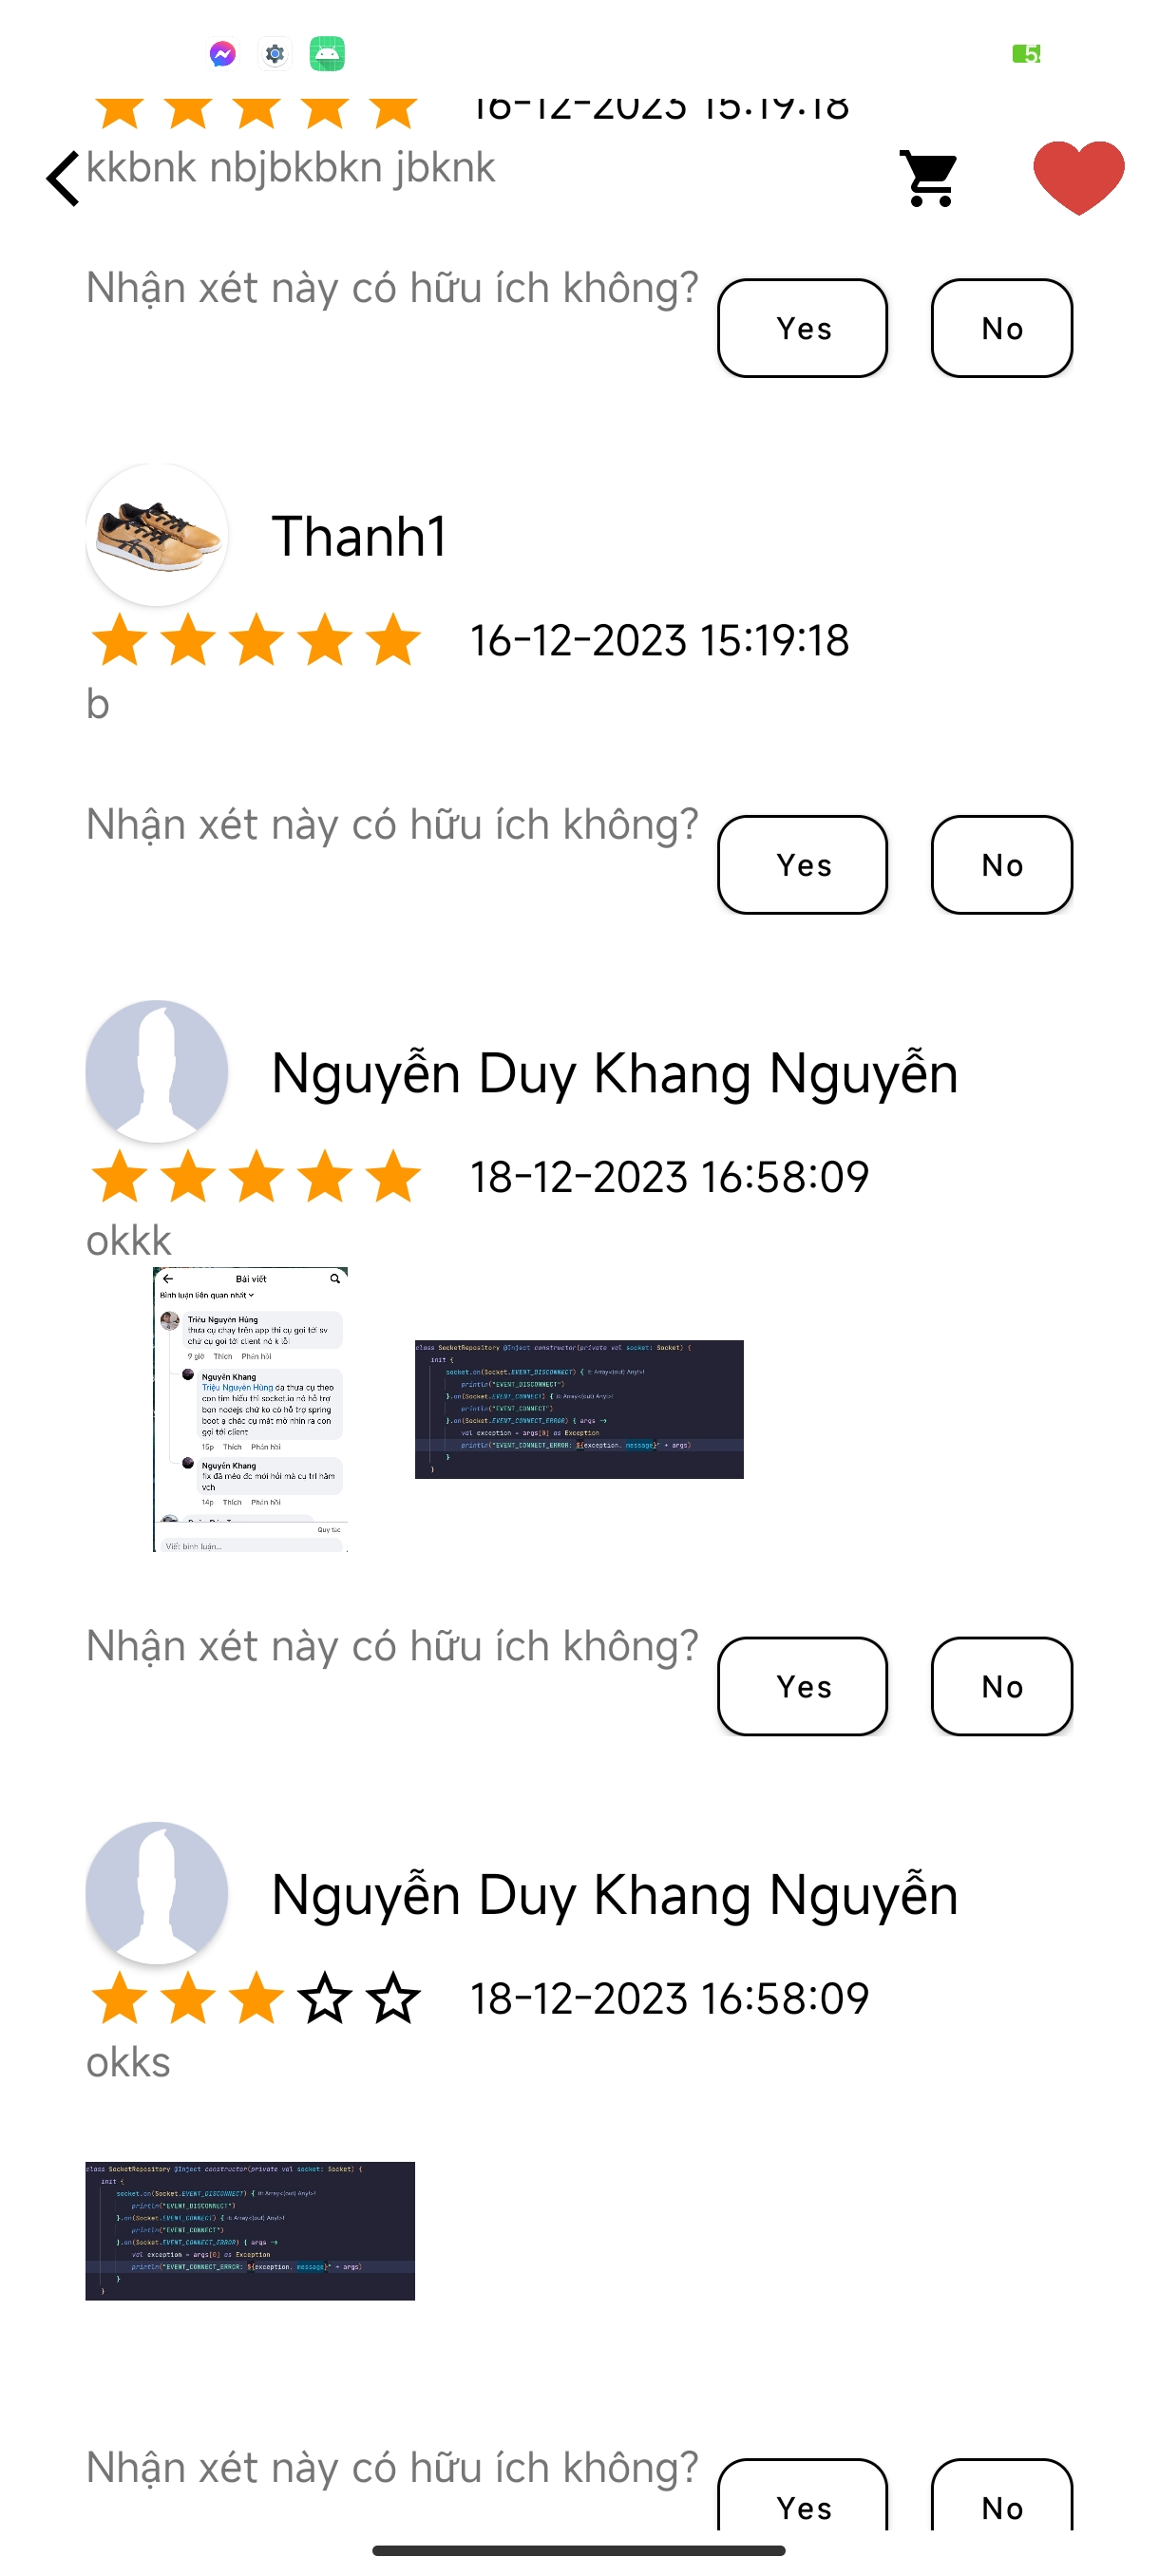 16-12-2023 15:19:18
kkbnk nbjbkbkn jbknk
Nhận xét này có hữu ích không?
Yes
No
Thanh1
16-12-2023 15:19:18
b
Nhận xét này có hữu ích không?
Yes
No
Nguyễn Duy Khang Nguyễn
18-12-2023 16:58:09
okkk
Bài viết
Bình luận liên quan nhất
Triệu Nguyên Hùng
thưa cụ chạy trên app thì cụ gọi tới sv
chứ cụ gọi tới client nó k lỗi
9 giờ Thích Phản hồi
Nguyên Khang
Triệu Nguyên Hùng dạ thưa cụ theo
con tìm hiểu thì socket.io nó hỗ trợ
bọn nodejs chứ ko có hỗ trợ spring
boot ạ chắc cụ mắt mờ nhìn ra con
gọi tới client
15p Thích Phản hồi
Nguyên Khang
fix đã mẻo đc mới hỏi mà cu trl hãm
vch
14p Thích Phản hồi
Quy tắc
Viết bình luận...
class SocketRepository @Inject constructor(private val socket: Socket) {
init {
socket.on(Socket.EVENT_DISCONNECT) { it: Array<(out) Any!>!
println("EVENT_DISCONNECT")
}.on(Socket.EVENT_CONNECT) { it: Array<(out) Any!>!
println("EVENT_CONNECT")
}.on(Socket.EVENT_CONNECT_ERROR) { args →
val exception = args[0] as Exception
println("EVENT_CONNECT_ERROR: ${exception. message}" + args)
}
}
Nhận xét này có hữu ích không?
Yes
No
Nguyễn Duy Khang Nguyễn
18-12-2023 16:58:09
okks
class SocketRepository @Inject constructor(private val socket: Socket) {
init {
socket.on(Socket.EVENT_DISCONNECT) { it: Array<(out) Any!>!
println("EVENT_DISCONNECT")
}.on(Socket.EVENT_CONNECT) { it: Array<(out) Any!>!
println("EVENT_CONNECT")
}.on(Socket.EVENT_CONNECT_ERROR) { args →
val exception = args[0] as Exception
println("EVENT_CONNECT_ERROR: ${exception. message}" + args)
}
}
Nhận xét này có hữu ích không?
Yes
No